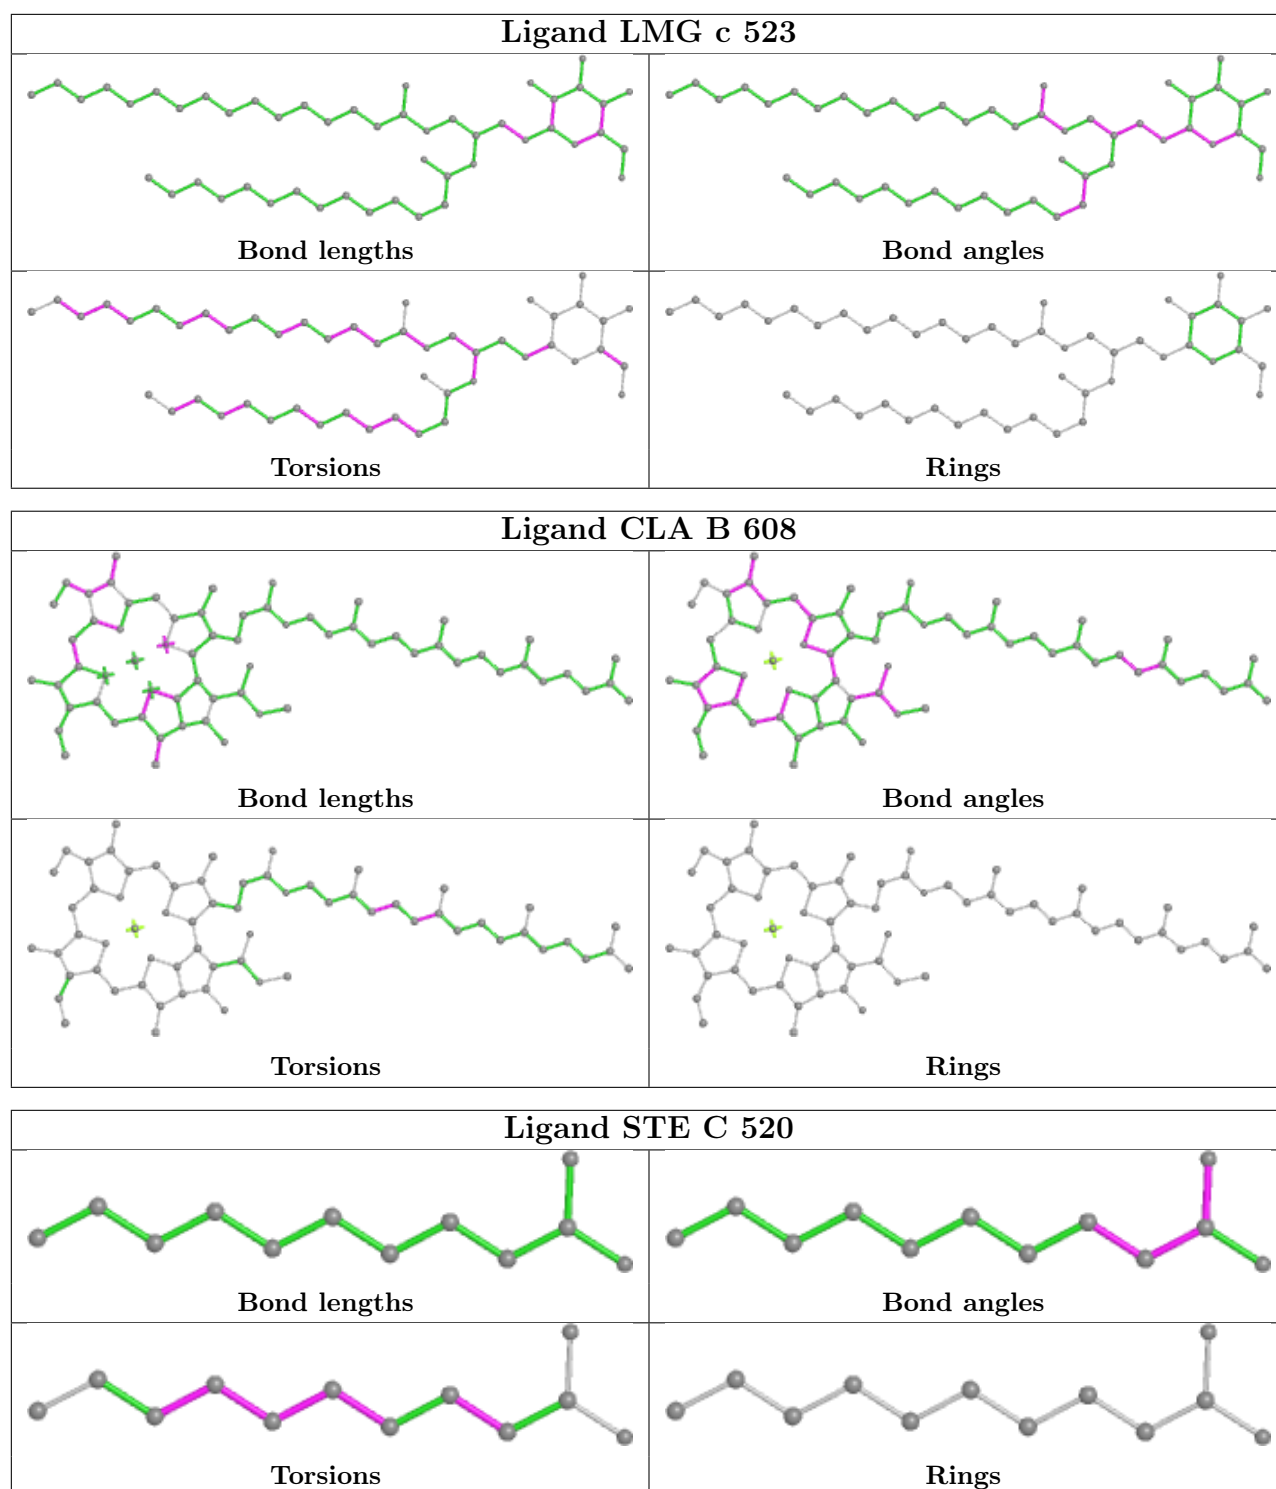 Ligand LMG c 523
Bond lengths
Bond angles
Torsions
Rings
Ligand CLA B 608
Bond lengths
Bond angles
Torsions
Rings
Ligand STE C 520
Bond lengths
Bond angles
Torsions
Rings